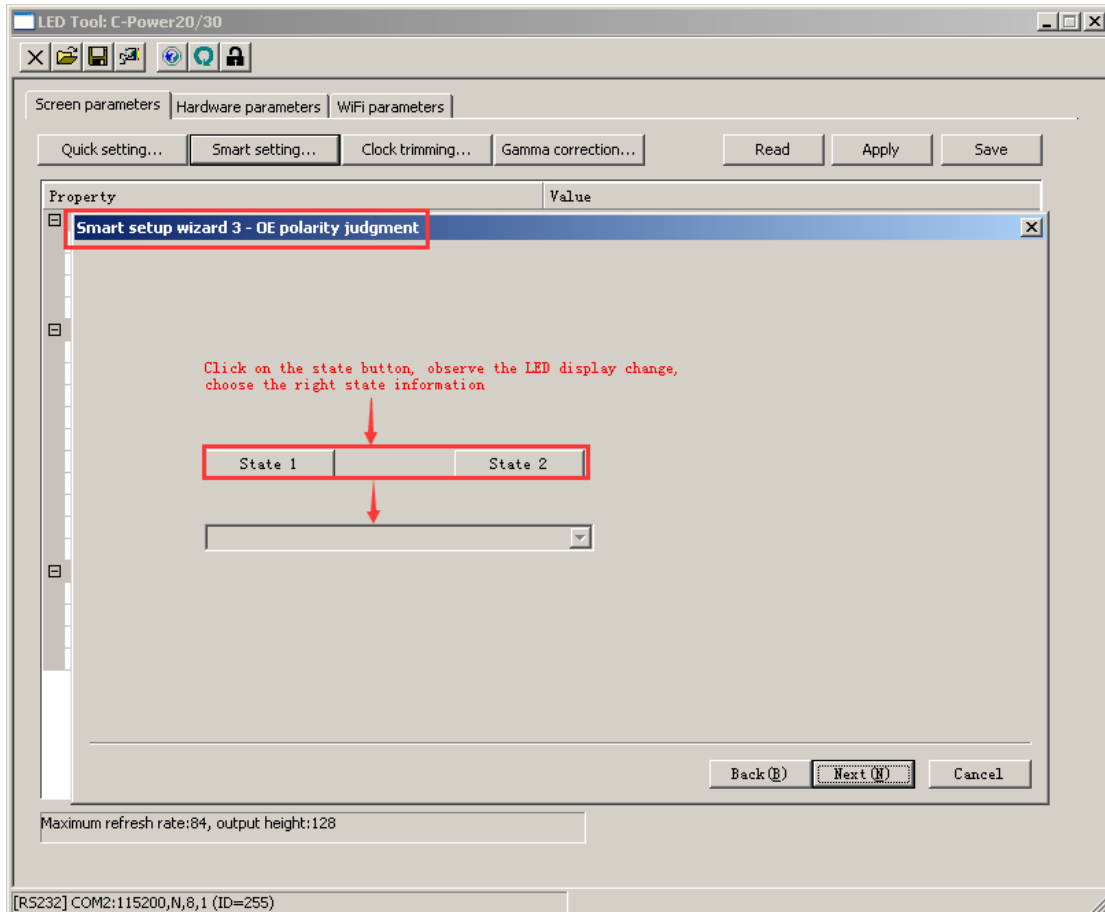 LED Tool: C-Power20/30
Screen parameters
Hardware parameters
WiFi parameters
Quick setting...
Smart setting...
Clock trimming...
Gamma correction...
Read
Apply
Save
Property
Value
Smart setup wizard 3 - OE polarity judgment
Click on the state button, observe the LED display change,
choose the right state information
State 1
State 2
Back(B)
Next(N)
Cancel
Maximum refresh rate:84, output height:128
[RS232] COM2:115200,N,8,1 (ID=255)